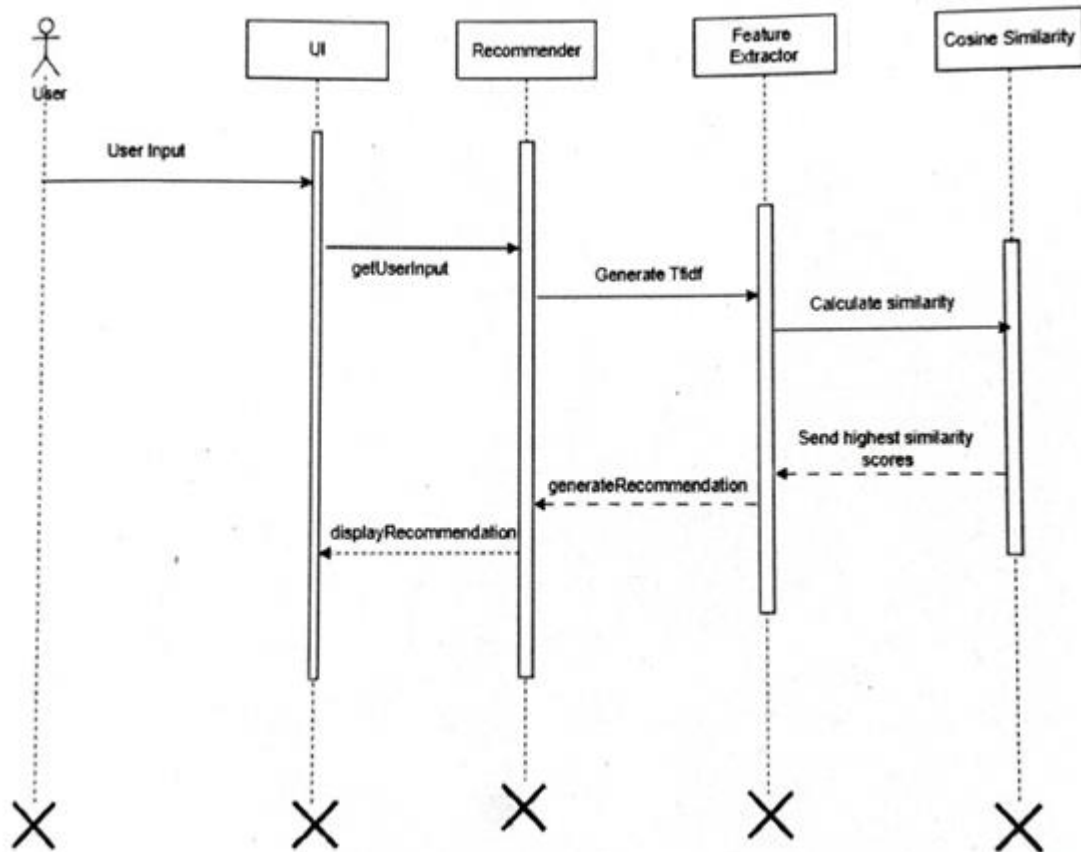 User
UI
Recommender
Feature
Extractor
Cosine Similarity
User Input
getUserInput
Generate Tfidf
Calculate similarity
Send highest similarity
scores
generateRecommendation
displayRecommendation